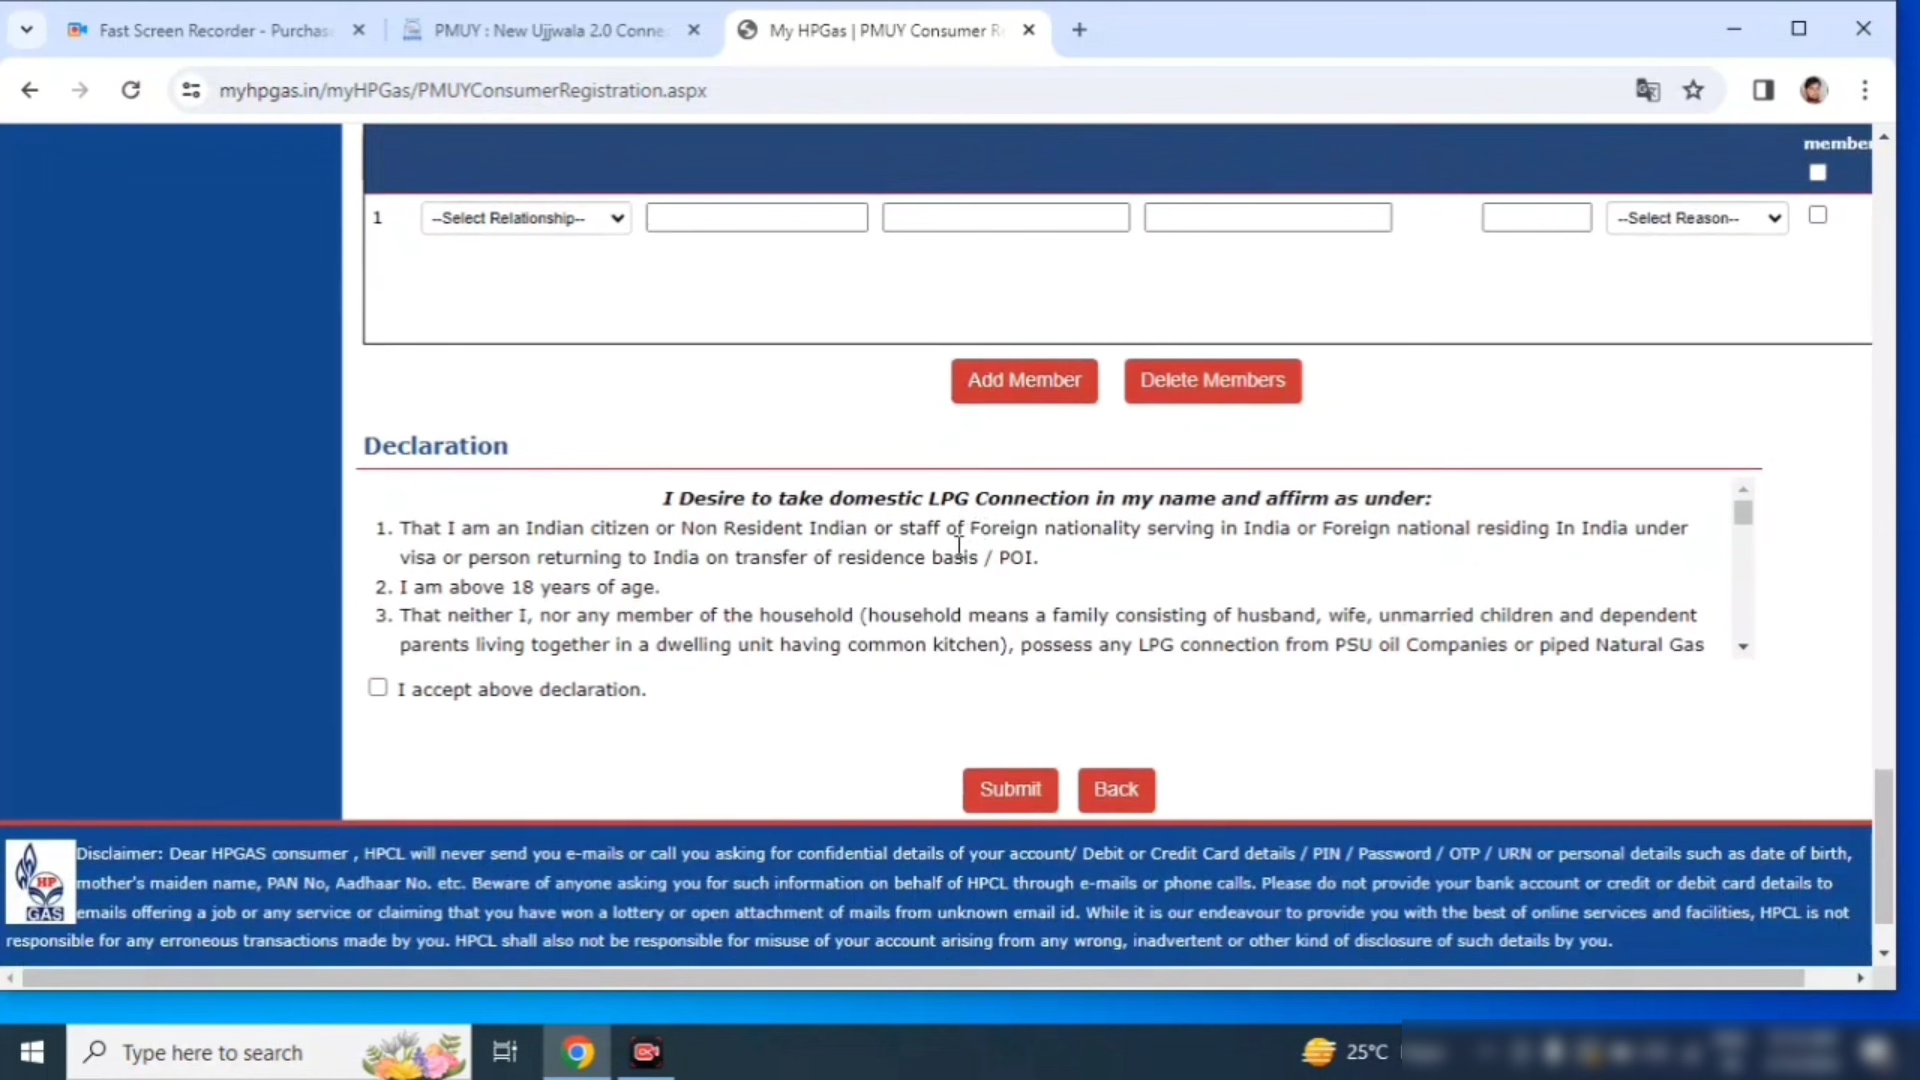 Fast Screen Recorder - Purchas
PMUY : New Ujjwala 2.0 Conne
My HPGas | PMUY Consumer R
myhpgas.in/myHPGas/PMUYConsumerRegistration.aspx
member
1 --Select Relationship-- --Select Reason--
Add Member Delete Members
Declaration
I Desire to take domestic LPG Connection in my name and affirm as under:
1. That I am an Indian citizen or Non Resident Indian or staff of Foreign nationality serving in India or Foreign national residing In India under
visa or person returning to India on transfer of residence basis / POI.
2. I am above 18 years of age.
3. That neither I, nor any member of the household (household means a family consisting of husband, wife, unmarried children and dependent
parents living together in a dwelling unit having common kitchen), possess any LPG connection from PSU oil Companies or piped Natural Gas
I accept above declaration.
Submit Back
HP GAS
Disclaimer: Dear HPGAS consumer , HPCL will never send you e-mails or call you asking for confidential details of your account/ Debit or Credit Card details / PIN / Password / OTP / URN or personal details such as date of birth,
mother's maiden name, PAN No, Aadhaar No. etc. Beware of anyone asking you for such information on behalf of HPCL through e-mails or phone calls. Please do not provide your bank account or credit or debit card details to
emails offering a job or any service or claiming that you have won a lottery or open attachment of mails from unknown email id. While it is our endeavour to provide you with the best of online services and facilities, HPCL is not
responsible for any erroneous transactions made by you. HPCL shall also not be responsible for misuse of your account arising from any wrong, inadvertent or other kind of disclosure of such details by you.
Type here to search
25°C